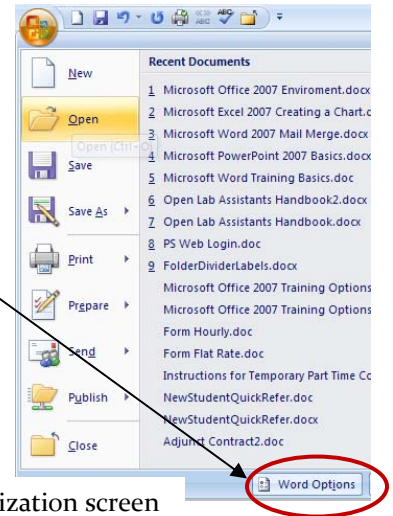 Recent Documents
New
1 Microsoft Office 2007 Enviroment.docx
Open
2 Microsoft Excel 2007 Creating a Chart.c
3 Microsoft Word 2007 Mail Merge.docx
Open (Ctrl+O)
4 Microsoft PowerPoint 2007 Basics.docx
Save
5 Microsoft Word Training Basics.doc
6 Open Lab Assistants Handbook2.docx
Save As
7 Open Lab Assistants Handbook.docx
8 PS Web Login.doc
Print
9 FolderDividerLabels.docx
Microsoft Office 2007 Training Options
Prepare
Microsoft Office 2007 Training Options
Form Hourly.doc
Send
Form Flat Rate.doc
Instructions for Temporary Part Time Co
Publish
NewStudentQuickRefer.doc
NewStudentQuickRefer.docx
Close
Adjunct Contract2.doc
Word Options
ization screen